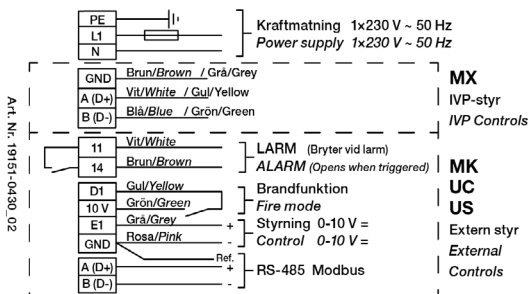 PE
L1
N
Kraftmatning 1×230 V ~ 50 Hz
Power supply 1×230 V ~ 50 Hz
GND Brun/Brown / Grå/Grey
A (D+) Vit/White / Gul/Yellow
B (D-) Blå/Blue / Grön/Green
MX
IVP-styr
IVP Controls
11 Vit/White
14 Brun/Brown
LARM (Bryter vid larm)
ALARM (Opens when triggered)
D1 Gul/Yellow
10 V Grön/Green
Brandfunktion
Fire mode
E1 Grå/Grey +
GND Rosa/Pink -
Styrning 0-10 V =
Control 0-10 V =
Ref.
A (D+) +
B (D-) -
RS-485 Modbus
MK
UC
US
Extern styr
External
Controls
Art. Nr. 19151-0430_02